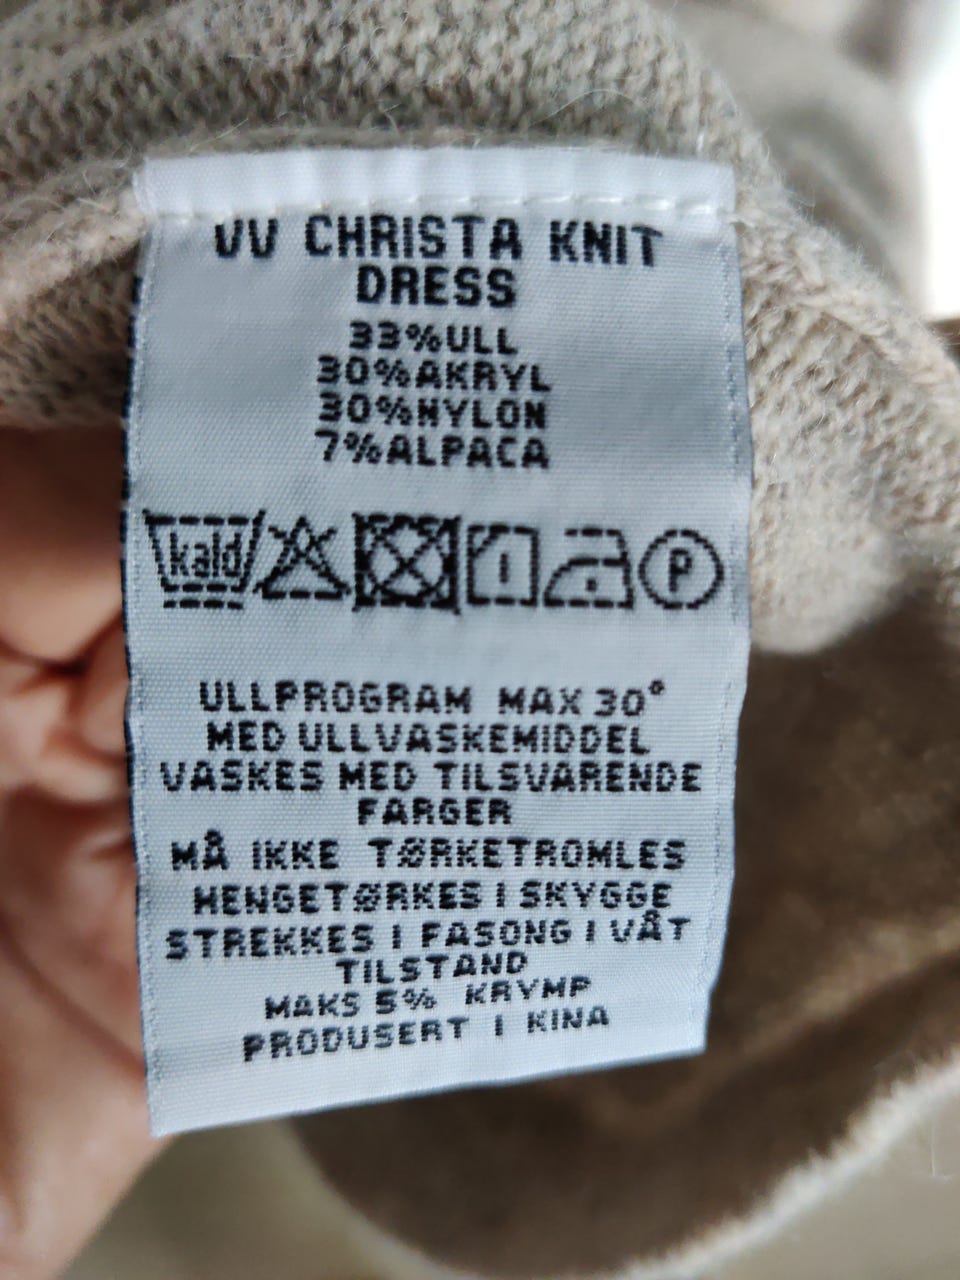 VV CHRISTA KNIT
DRESS
33%ULL
30%AKRYL
30%NYLON
7%ALPACA
kald P
ULLPROGRAM MAX 30°
MED ULLVASKEMIDDEL
VASKES MED TILSVARENDE
FARGER
MÅ IKKE TØRKETROMLES
HENGETØRKES I SKYGGE
STREKKES I FASONG I VÅT
TILSTAND
MAKS 5% KRYMP
PRODUSERT I KINA